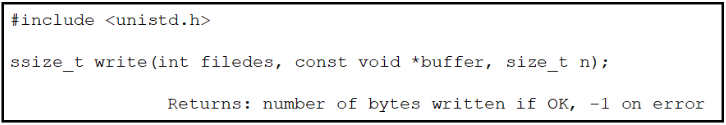 #include <unistd.h>
ssize_t write(int filedes, const void *buffer, size_t n);
Returns: number of bytes written if OK, -1 on error